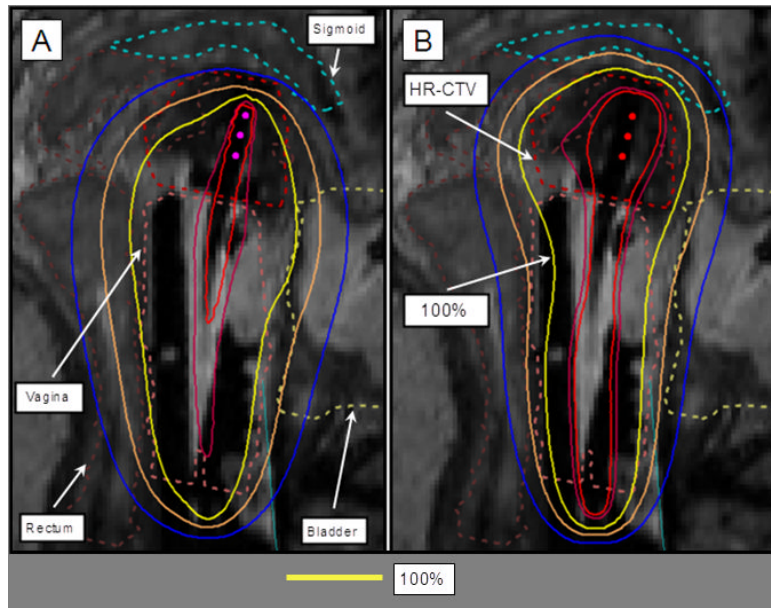 A
Sigmoid
B
HR-CTV
100%
Vagina
Rectum
Bladder
100%